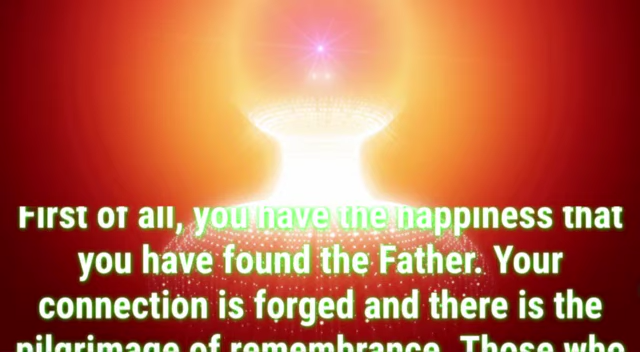 First of all, you have the happiness that
you have found the Father. Your
connection is forged and there is the
pilgrimage of remembrance. Those who